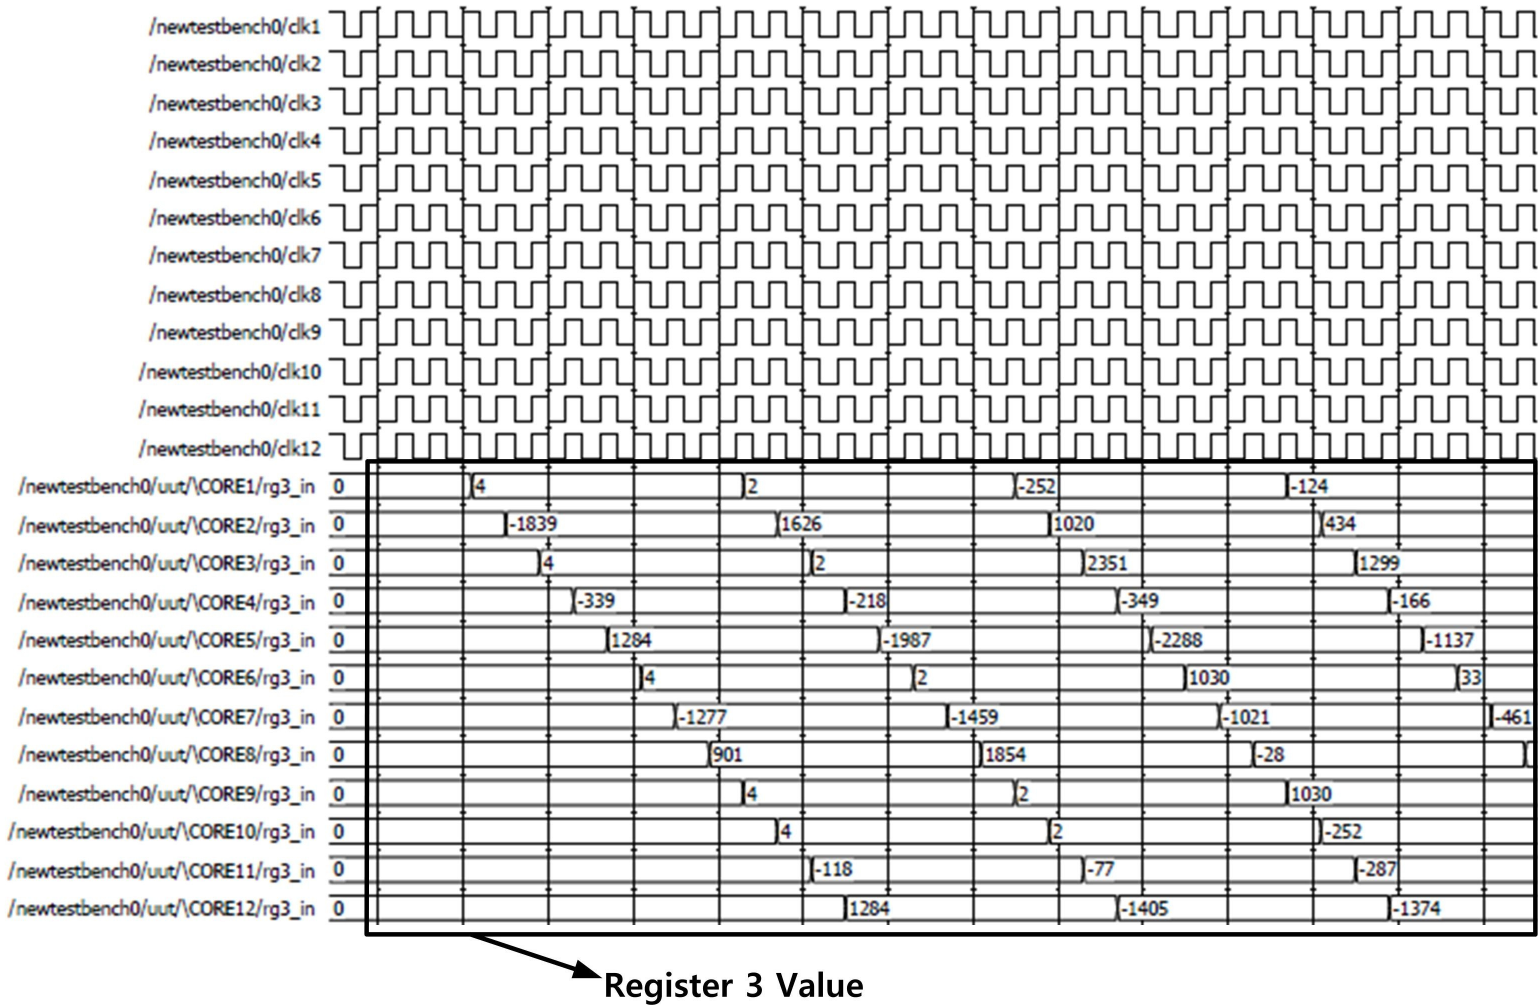 /newtestbench0/clk1
/newtestbench0/clk2
/newtestbench0/clk3
/newtestbench0/clk4
/newtestbench0/clk5
/newtestbench0/clk6
/newtestbench0/clk7
/newtestbench0/clk8
/newtestbench0/clk9
/newtestbench0/clk10
/newtestbench0/clk11
/newtestbench0/clk12
/newtestbench0/uut/\CORE1/rg3_in 0 4 2 -252 -124
/newtestbench0/uut/\CORE2/rg3_in 0 -1839 1626 1020 434
/newtestbench0/uut/\CORE3/rg3_in 0 4 2 2351 1299
/newtestbench0/uut/\CORE4/rg3_in 0 -339 -218 -349 -166
/newtestbench0/uut/\CORE5/rg3_in 0 1284 -1987 -2288 -1137
/newtestbench0/uut/\CORE6/rg3_in 0 4 2 1030 33
/newtestbench0/uut/\CORE7/rg3_in 0 -1277 -1459 -1021 -461
/newtestbench0/uut/\CORE8/rg3_in 0 901 1854 -28
/newtestbench0/uut/\CORE9/rg3_in 0 4 2 1030
/newtestbench0/uut/\CORE10/rg3_in 0 4 2 -252
/newtestbench0/uut/\CORE11/rg3_in 0 -118 -77 -287
/newtestbench0/uut/\CORE12/rg3_in 0 1284 -1405 -1374
Register 3 Value